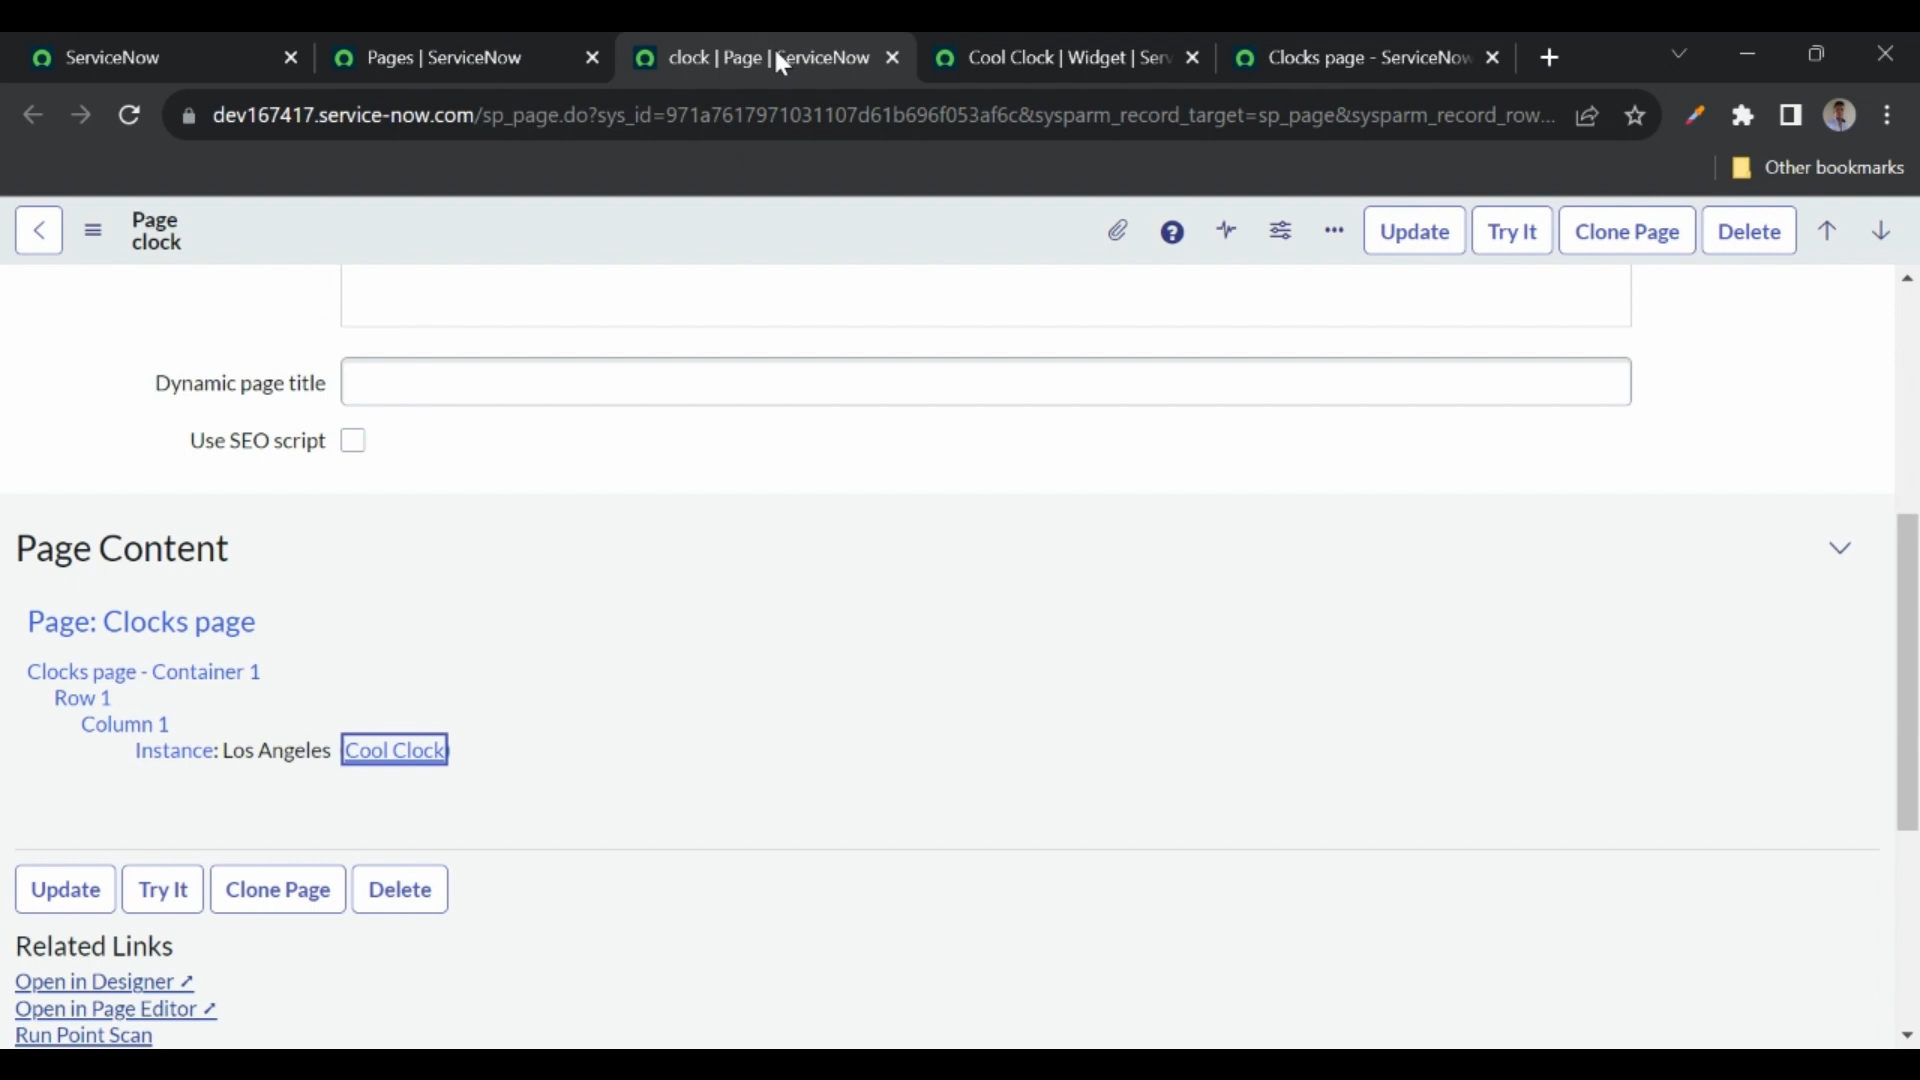 ServiceNow
Pages | ServiceNow
clock | Page | ServiceNow
Cool Clock | Widget | Serv
Clocks page - ServiceNow
dev167417.service-now.com/sp_page.do?sys_id=971a7617971031107d61b696f053af6c&sysparm_record_target=sp_page&sysparm_record_row...
Other bookmarks
Page
clock
Update
Try It
Clone Page
Delete
Dynamic page title
Use SEO script
Page Content
Page: Clocks page
Clocks page - Container 1
Row 1
Column 1
Instance: Los Angeles (Cool Clock)
Update
Try It
Clone Page
Delete
Related Links
Open in Designer
Open in Page Editor
Run Point Scan